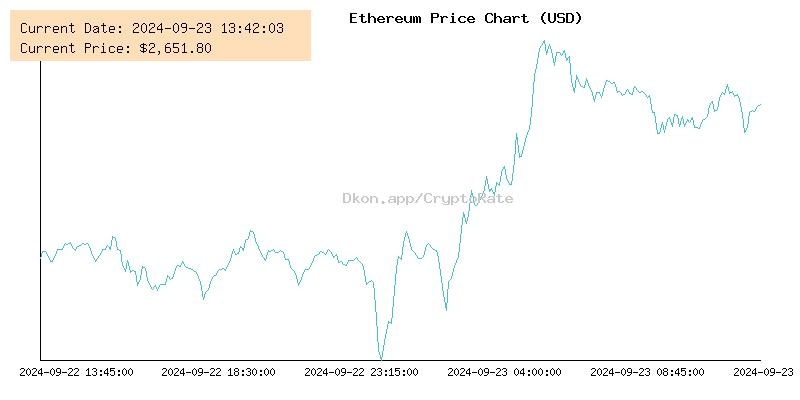 Ethereum Price Chart (USD)
Current Date: 2024-09-23 13:42:03
Current Price: $2,651.80
Dkon.app/CryptoRate
2024-09-22 13:45:00 2024-09-22 18:30:00 2024-09-22 23:15:00 2024-09-23 04:00:00 2024-09-23 08:45:00 2024-09-23